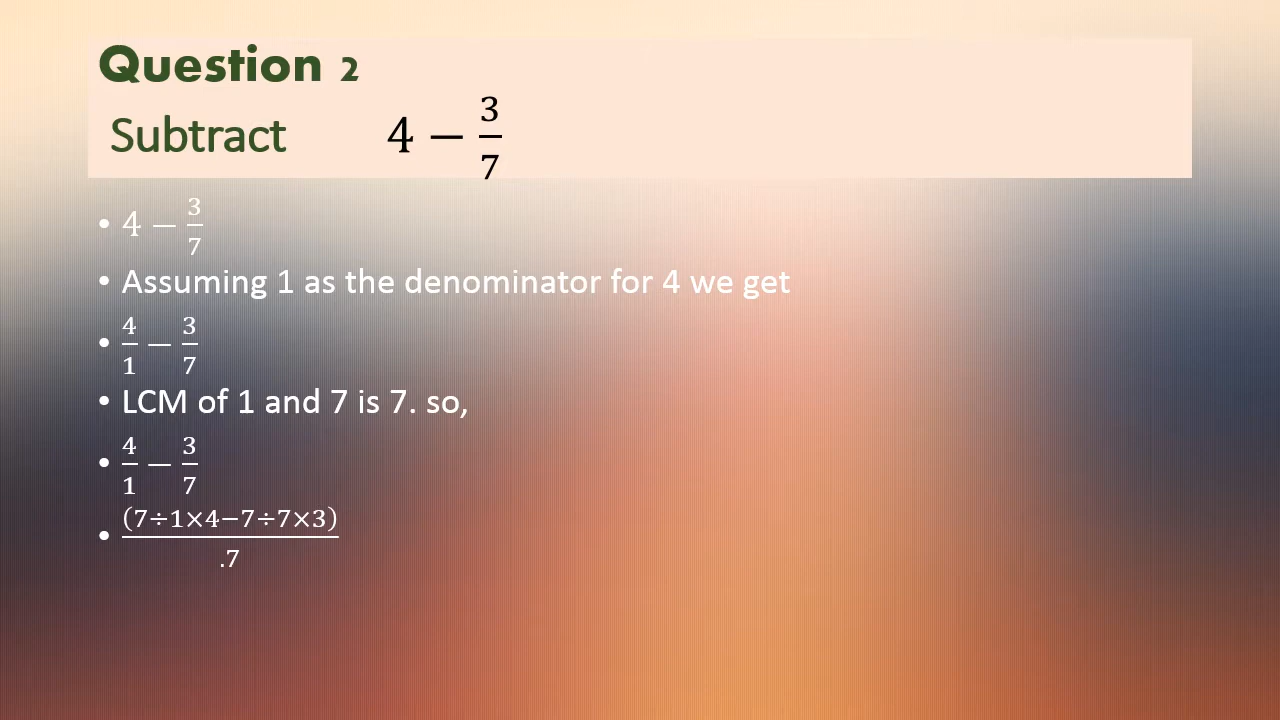 Question 2
Subtract 4 − 3/7
• 4 − 3/7
• Assuming 1 as the denominator for 4 we get
• 4/1 − 3/7
• LCM of 1 and 7 is 7. so,
• 4/1 − 3/7
• (7÷1×4−7÷7×3)/.7